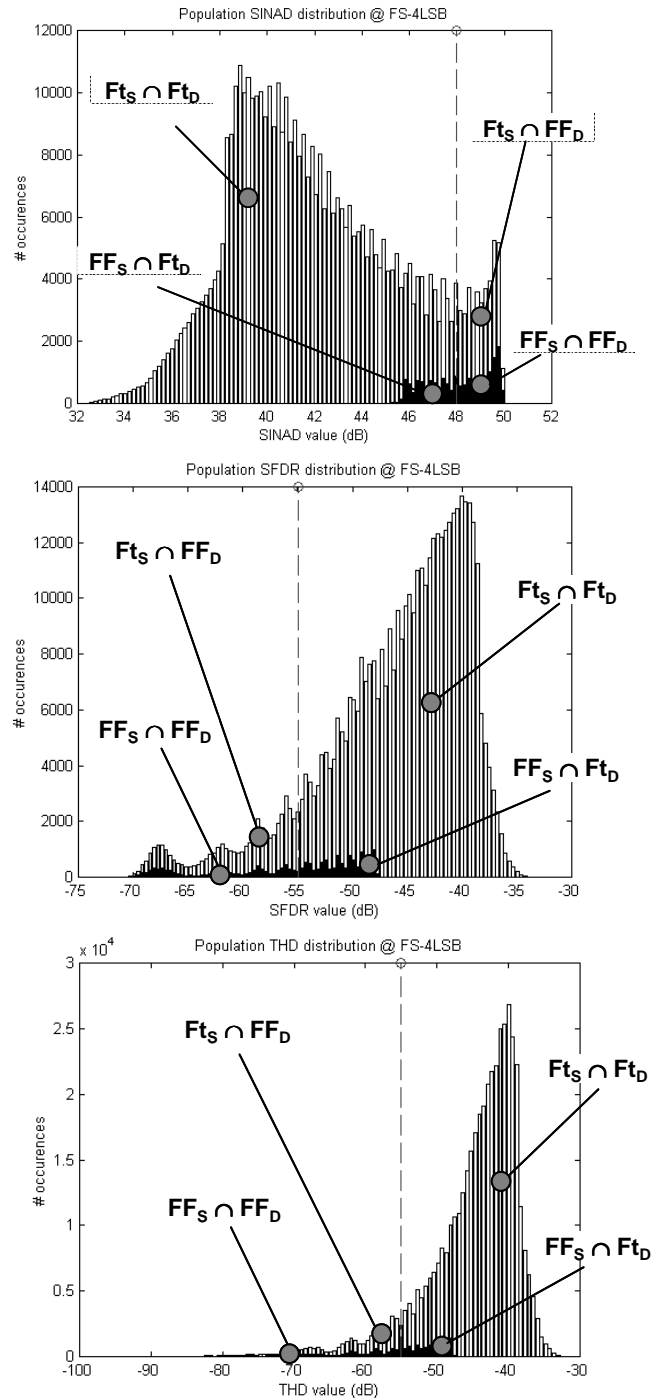 Population SINAD distribution @ FS-4LSB
12000
10000
8000
6000
4000
2000
0
# occurences
Ft_S ∩ Ft_D
Ft_S ∩ FF_D
FF_S ∩ Ft_D
FF_S ∩ FF_D
32 34 36 38 40 42 44 46 48 50 52
SINAD value (dB)
Population SFDR distribution @ FS-4LSB
14000
12000
10000
8000
6000
4000
2000
0
# occurences
Ft_S ∩ FF_D
Ft_S ∩ Ft_D
FF_S ∩ FF_D
FF_S ∩ Ft_D
-75 -70 -65 -60 -55 -50 -45 -40 -35 -30
SFDR value (dB)
x 10^4
Population THD distribution @ FS-4LSB
3
2.5
2
1.5
1
0.5
0
# occurences
Ft_S ∩ FF_D
Ft_S ∩ Ft_D
FF_S ∩ FF_D
FF_S ∩ Ft_D
-100 -90 -80 -70 -60 -50 -40 -30
THD value (dB)